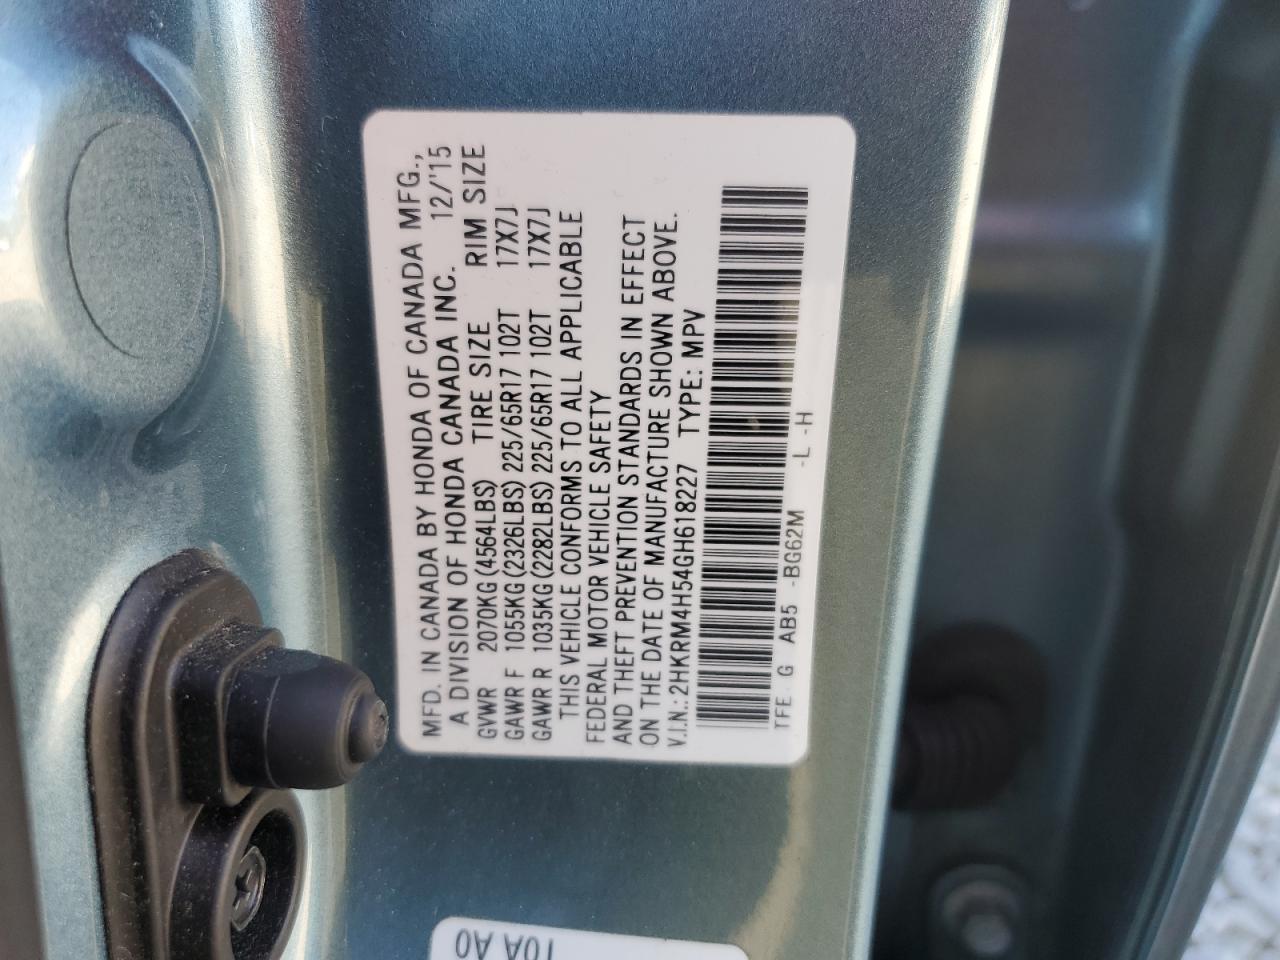 MFD. IN CANADA BY HONDA OF CANADA MFG.,
A DIVISION OF HONDA CANADA INC. 12/'15
GVWR 2070KG (4564LBS) TIRE SIZE RIM SIZE
GAWR F 1055KG (2326LBS) 225/65R17 102T 17X7J
GAWR R 1035KG (2282LBS) 225/65R17 102T 17X7J
THIS VEHICLE CONFORMS TO ALL APPLICABLE
FEDERAL MOTOR VEHICLE SAFETY
AND THEFT PREVENTION STANDARDS IN EFFECT
ON THE DATE OF MANUFACTURE SHOWN ABOVE.
V.I.N.: 2HKRM4H54GH618227 TYPE: MPV
TFE G AB5 -BG62M -L -H